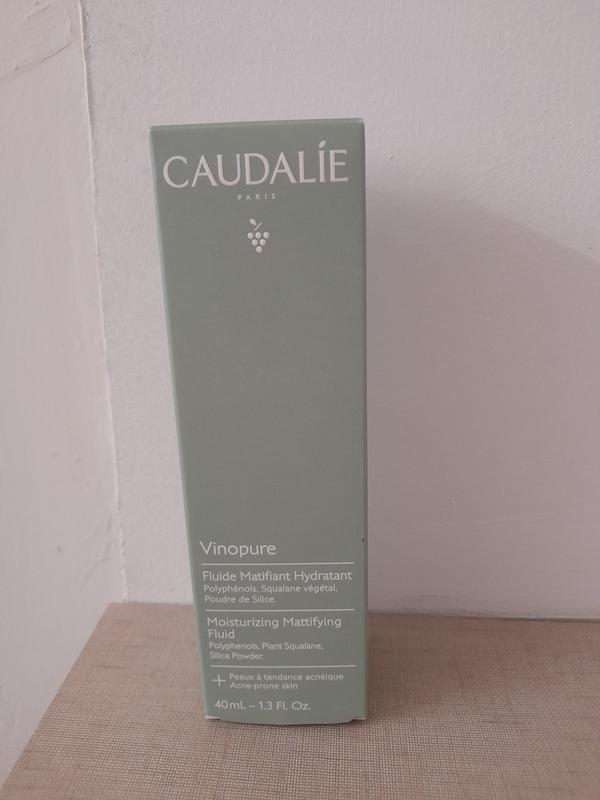 CAUDALÍE
PARIS
Vinopure
Fluide Matifiant Hydratant
Polyphénols, Squalane végétal,
Poudre de Silice.
Moisturizing Mattifying
Fluid
Polyphenols, Plant Squalane,
Silica Powder.
+ Peaux à tendance acnéique
Acne-prone skin
40mL – 1.3 Fl. Oz.